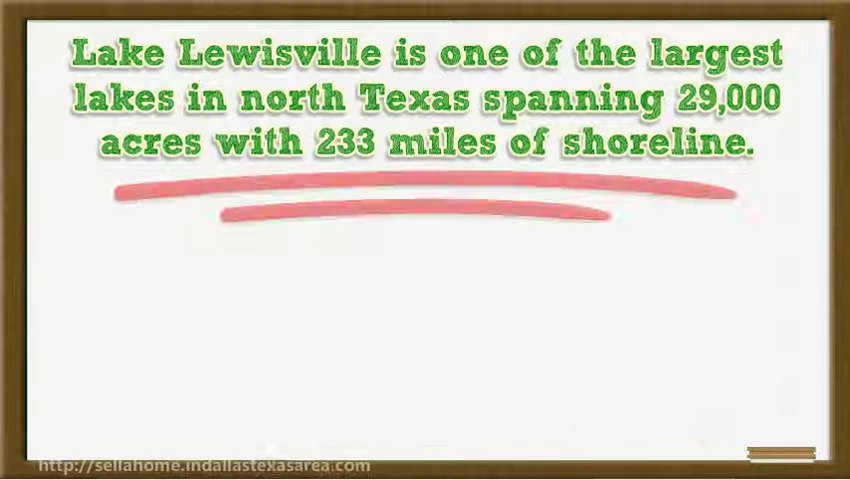 Lake Lewisville is one of the largest
lakes in north Texas spanning 29,000
acres with 233 miles of shoreline.
http://sellahome.indallastexasarea.com